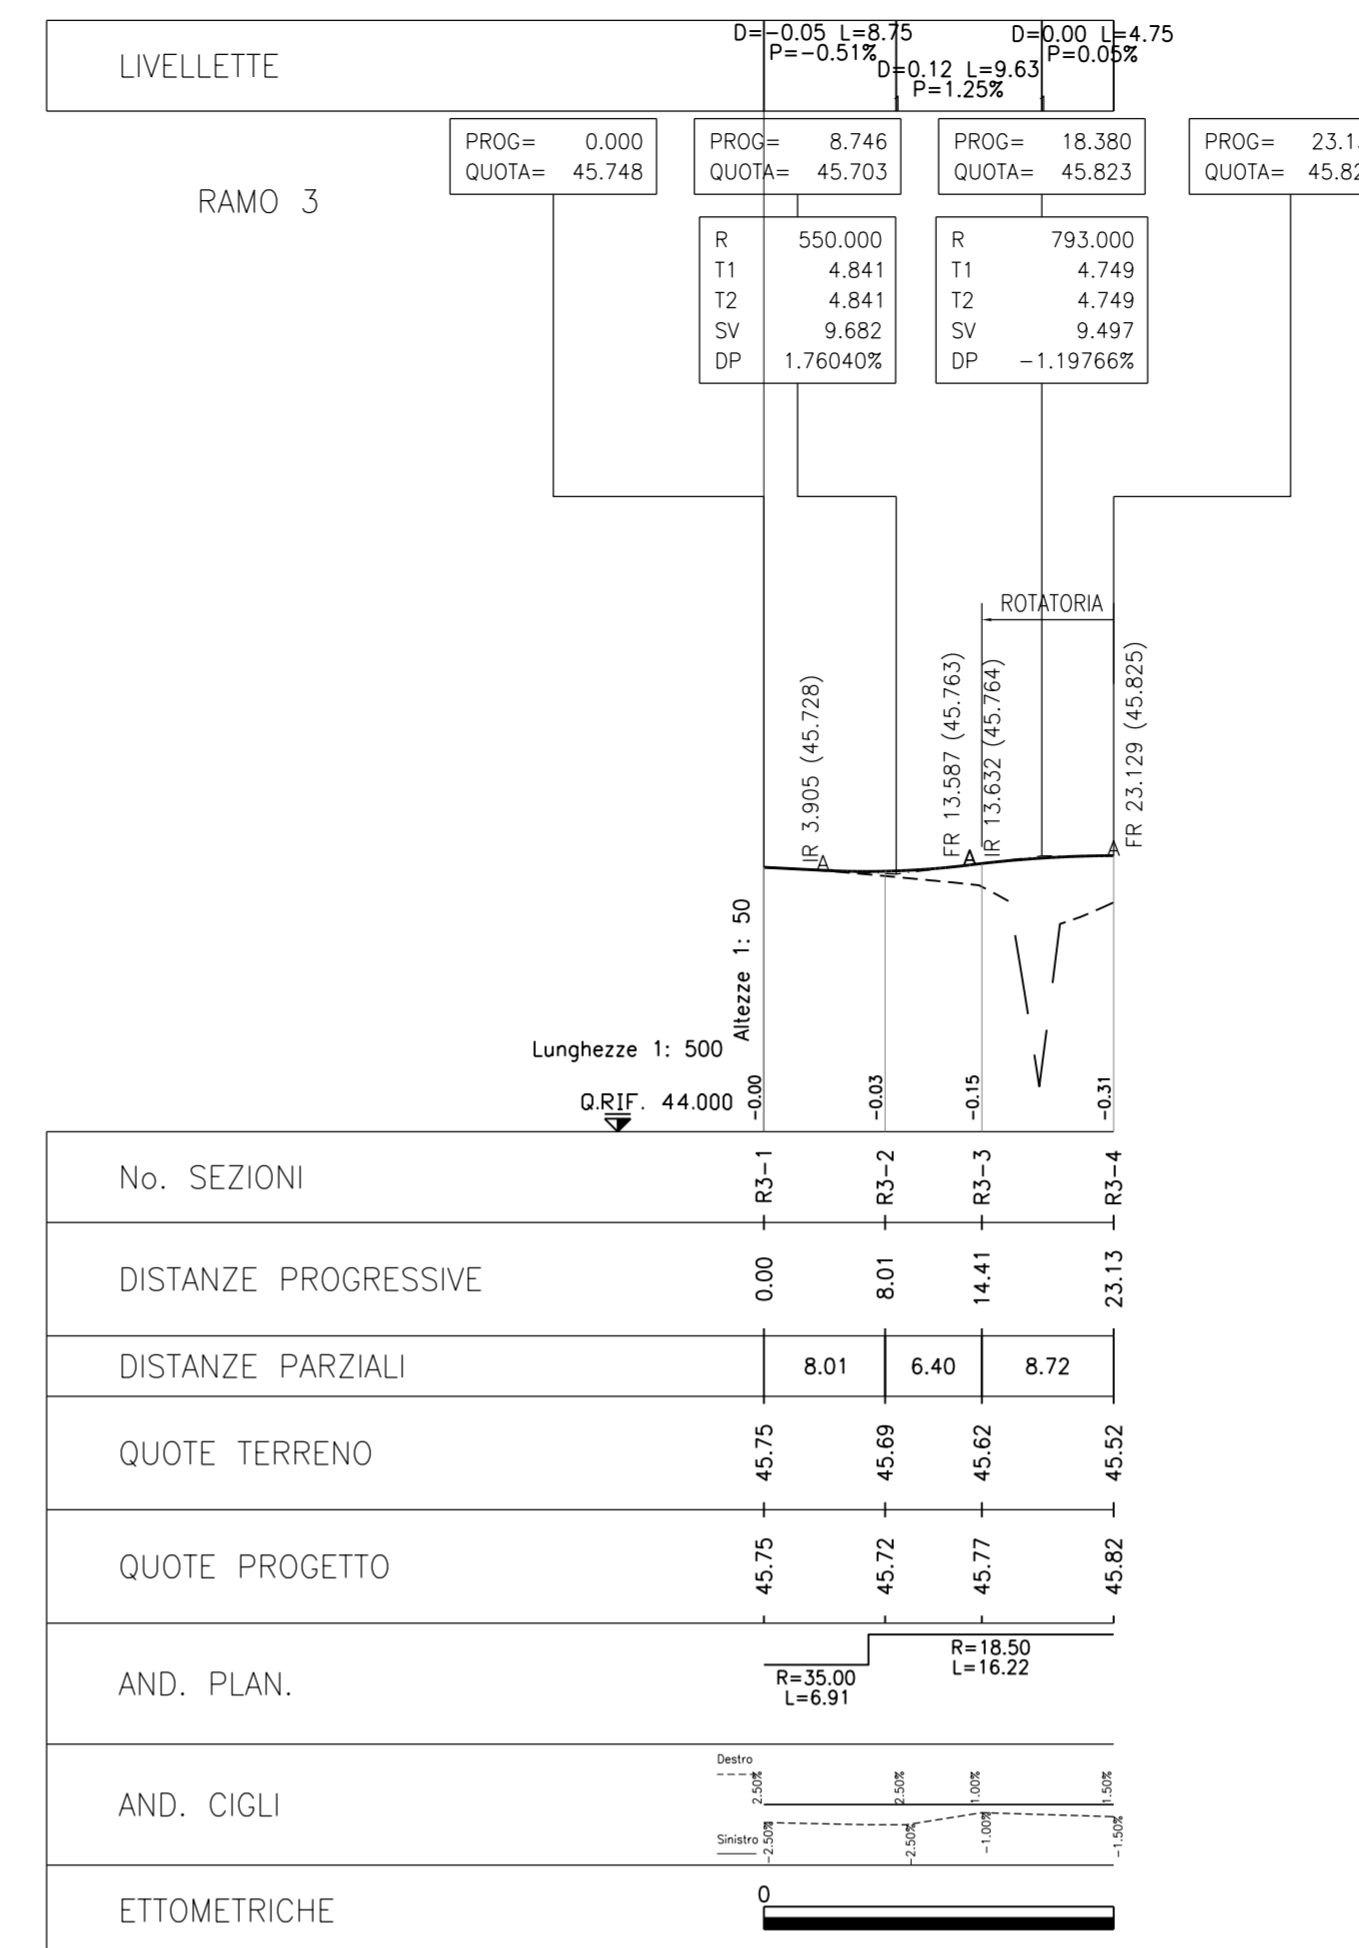 LIVELLETTE
D=-0.05 L=8.75
P=-0.51%
D=0.12 L=9.63
P=1.25%
D=0.00 L=4.75
P=0.05%
RAMO 3
PROG= 0.000
QUOTA= 45.748
PROG= 8.746
QUOTA= 45.703
PROG= 18.380
QUOTA= 45.823
PROG=
QUOTA=
R 550.000
T1 4.841
T2 4.841
SV 9.682
DP 1.76040%
R 793.000
T1 4.749
T2 4.749
SV 9.497
DP -1.19766%
ROTATORIA
IR 3.905 (45.728)
FR 13.587 (45.763)
IR 13.632 (45.764)
FR 23.129 (45.825)
A
A
A
Altezze 1: 50
Lunghezze 1: 500
Q.RIF. 44.000
-0.00
-0.03
-0.15
-0.31
No. SEZIONI
R3-1
R3-2
R3-3
R3-4
DISTANZE PROGRESSIVE
0.00
8.01
14.41
23.13
DISTANZE PARZIALI
8.01
6.40
8.72
QUOTE TERRENO
45.75
45.69
45.62
45.52
QUOTE PROGETTO
45.75
45.72
45.77
45.82
AND. PLAN.
R=35.00
L=6.91
R=18.50
L=16.22
AND. CIGLI
Destro
2.50%
2.50%
1.00%
1.50%
Sinistro
-2.50%
-2.50%
-1.00%
-1.50%
ETTOMETRICHE
0